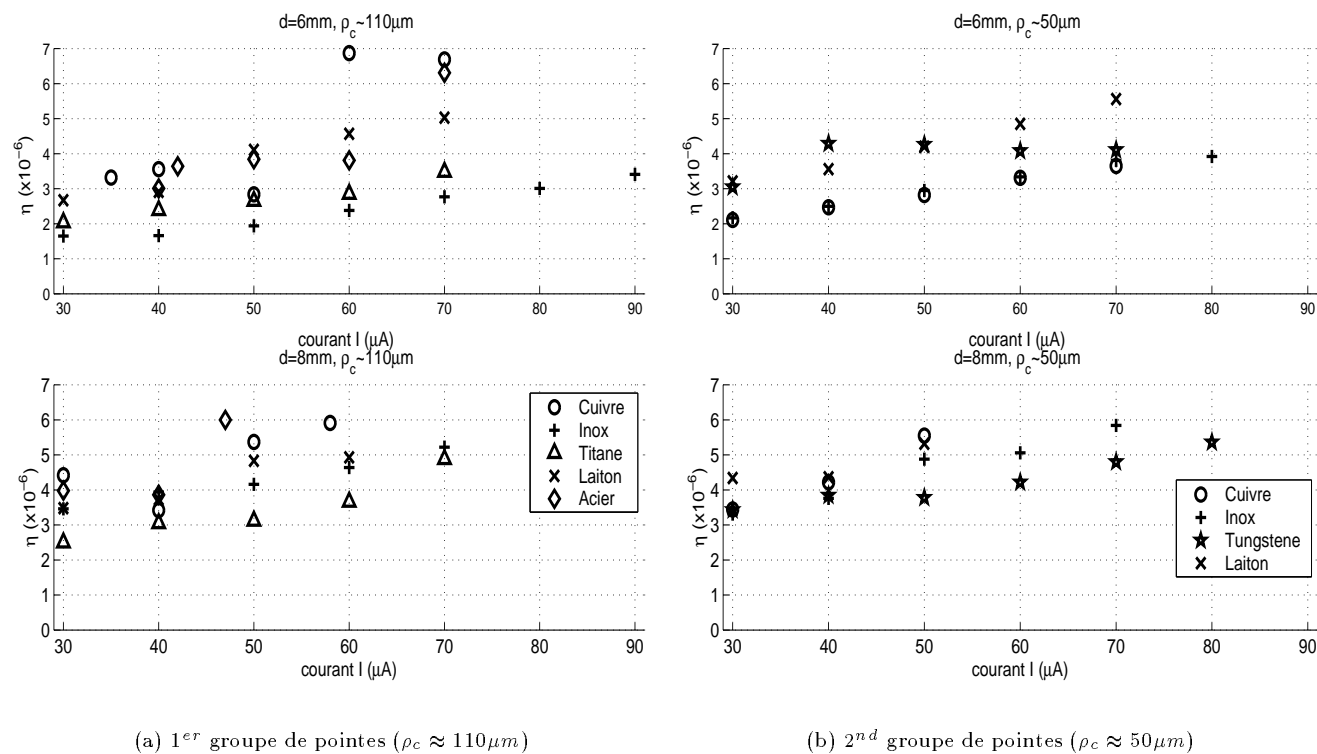 d=6mm, ρc~110μm
η (x10−6)
7
6
5
4
3
2
1
0
30 40 50 60 70 80 90
courant I (μA)
d=6mm, ρc~50μm
η (x10−6)
7
6
5
4
3
2
1
0
30 40 50 60 70 80 90
courant I (μA)
d=8mm, ρc~110μm
η (x10−6)
7
6
5
4
3
2
1
0
30 40 50 60 70 80 90
courant I (μA)
Cuivre
Inox
Titane
Laiton
Acier
d=8mm, ρc~50μm
η (x10−6)
7
6
5
4
3
2
1
0
30 40 50 60 70 80 90
courant I (μA)
Cuivre
Inox
Tungstene
Laiton
(a) 1er groupe de pointes (ρc ≈ 110μm)
(b) 2nd groupe de pointes (ρc ≈ 50μm)